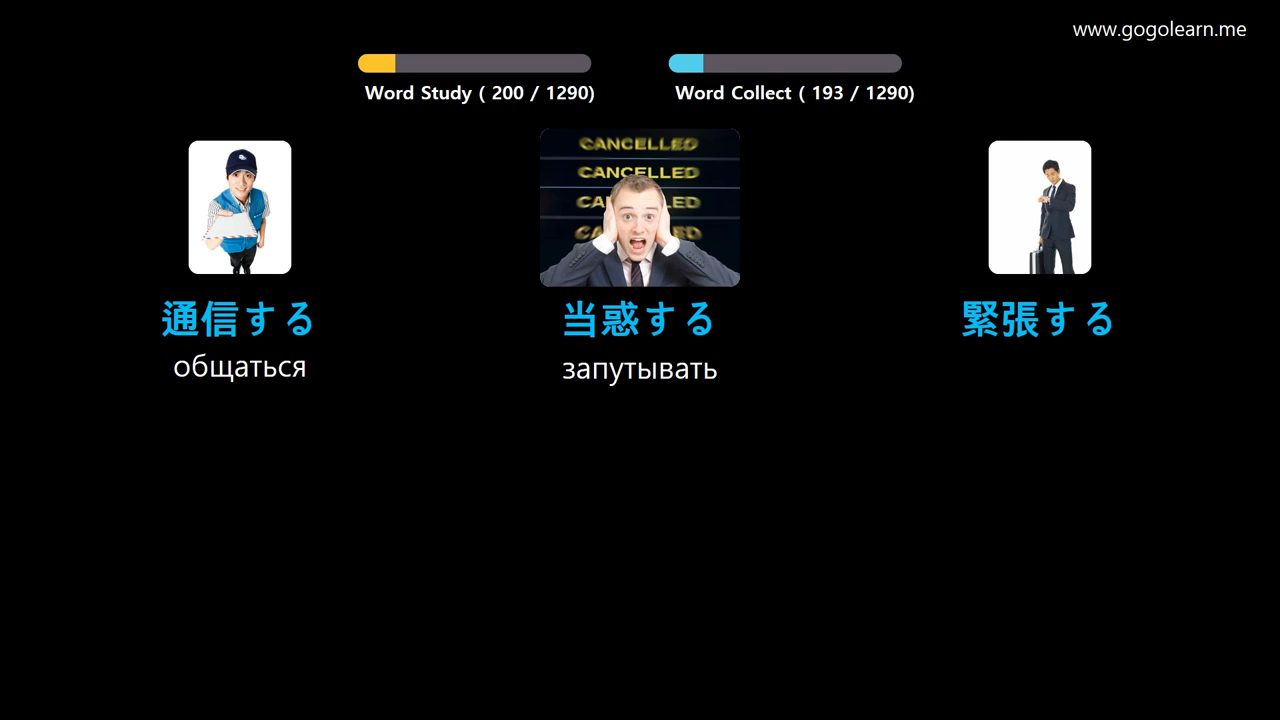 www.gogolearn.me
Word Study ( 200 / 1290)
Word Collect ( 193 / 1290)
CANCELLED
CANCELLED
通信する
当惑する
緊張する
общаться
запутывать